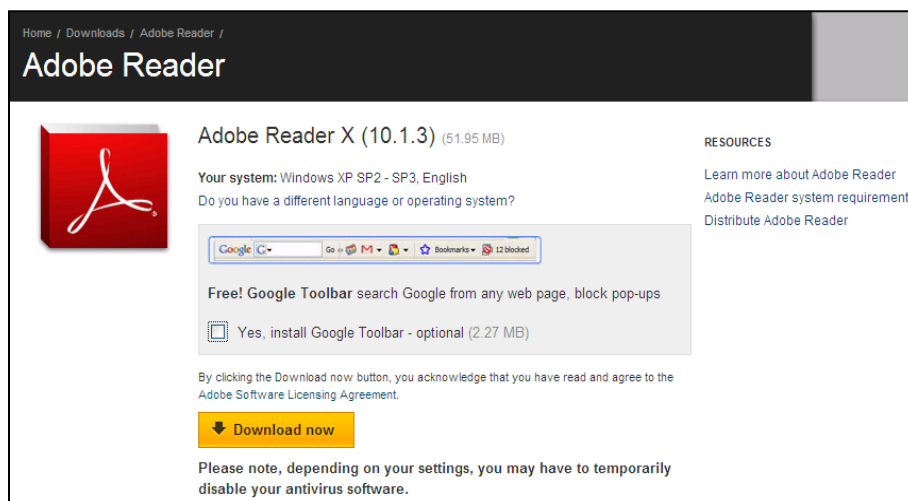 Home / Downloads / Adobe Reader /
Adobe Reader
Adobe Reader X (10.1.3) (51.95 MB)
Your system: Windows XP SP2 - SP3, English
Do you have a different language or operating system?
Google G Go Bookmarks 12 blocked
Free! Google Toolbar search Google from any web page, block pop-ups
Yes, install Google Toolbar - optional (2.27 MB)
By clicking the Download now button, you acknowledge that you have read and agree to the
Adobe Software Licensing Agreement.
Download now
Please note, depending on your settings, you may have to temporarily
disable your antivirus software.
RESOURCES
Learn more about Adobe Reader
Adobe Reader system requirement
Distribute Adobe Reader